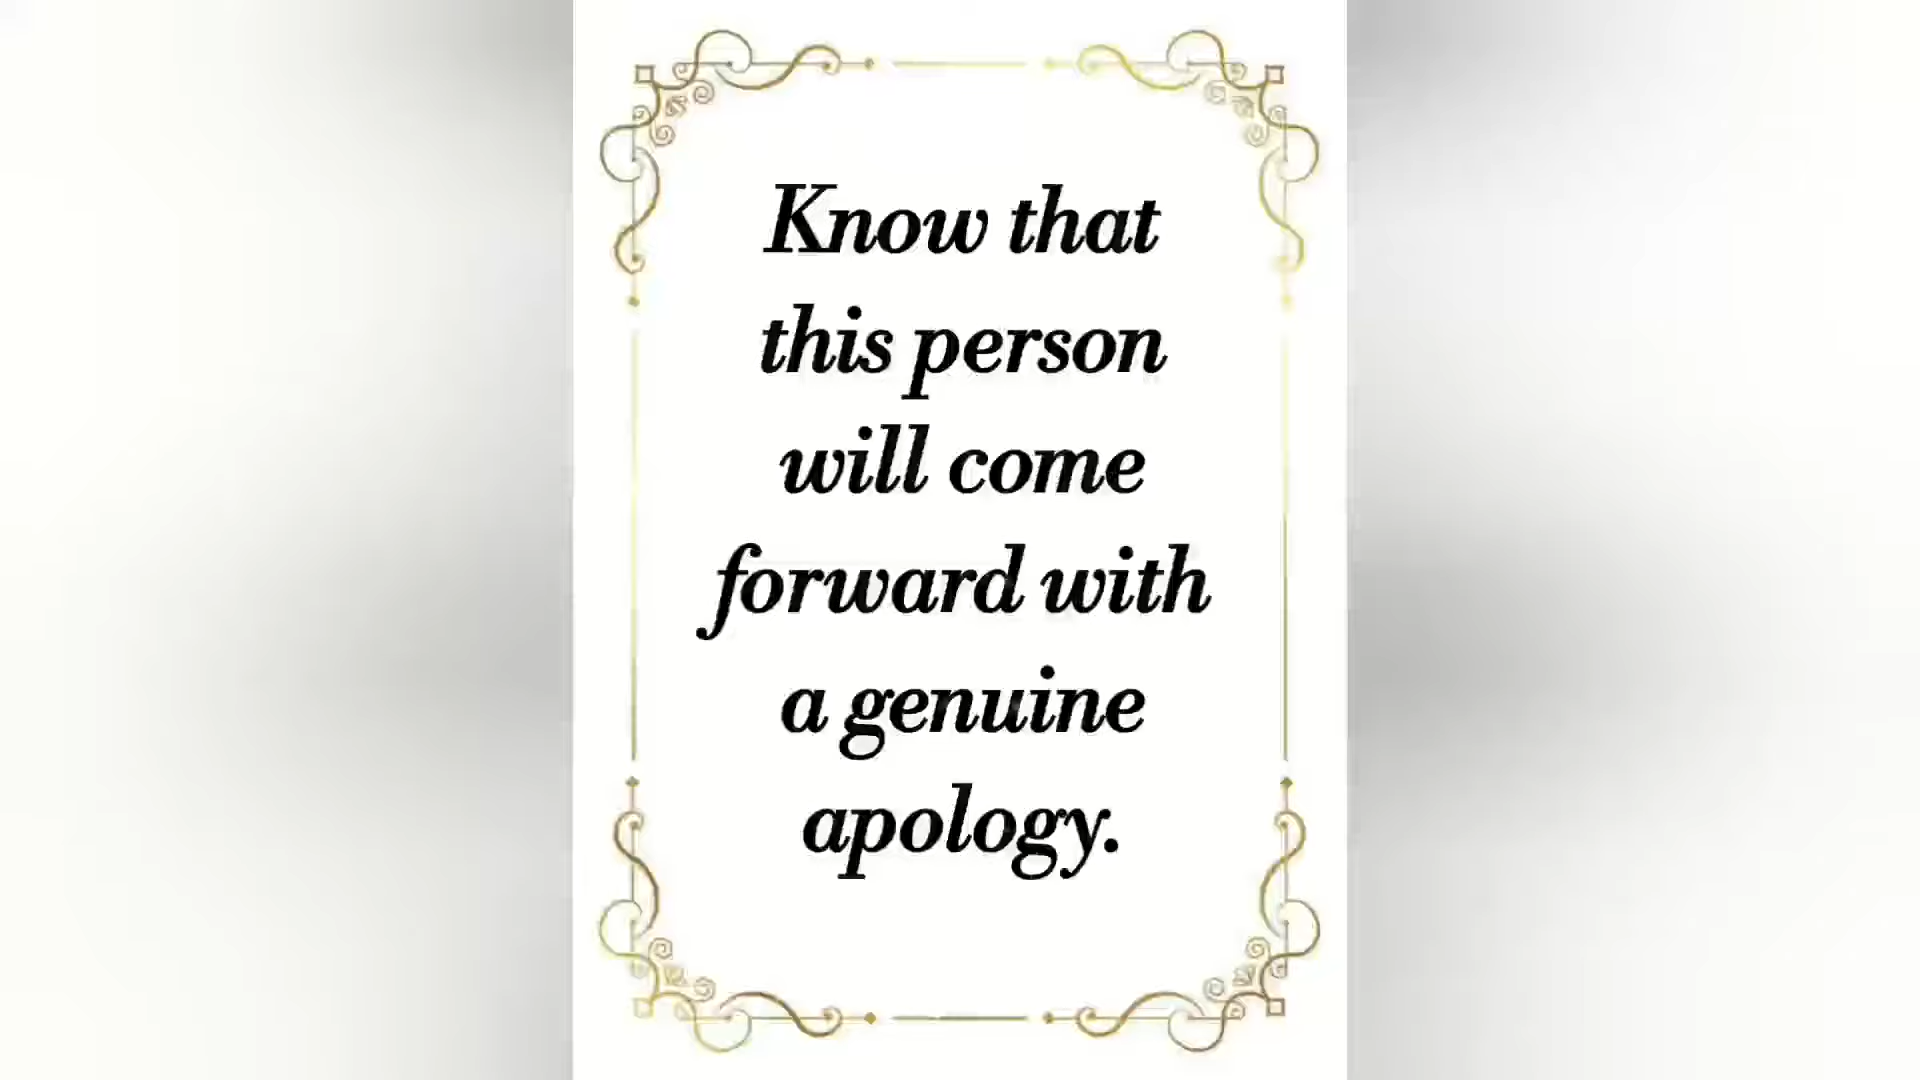 Know that
this person
will come
forward with
a genuine
apology.